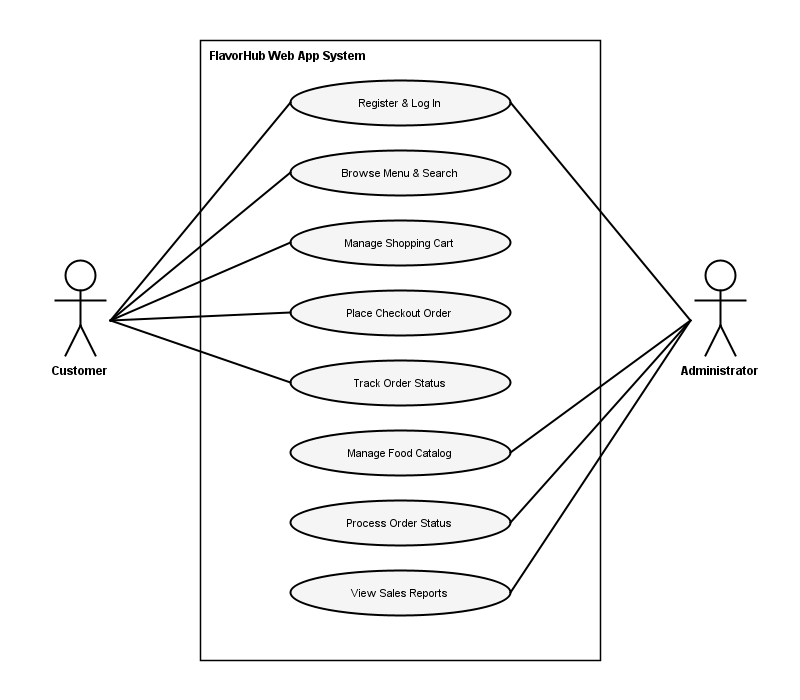 FlavorHub Web App System
Register & Log In
Browse Menu & Search
Manage Shopping Cart
Place Checkout Order
Track Order Status
Manage Food Catalog
Process Order Status
View Sales Reports
Customer
Administrator